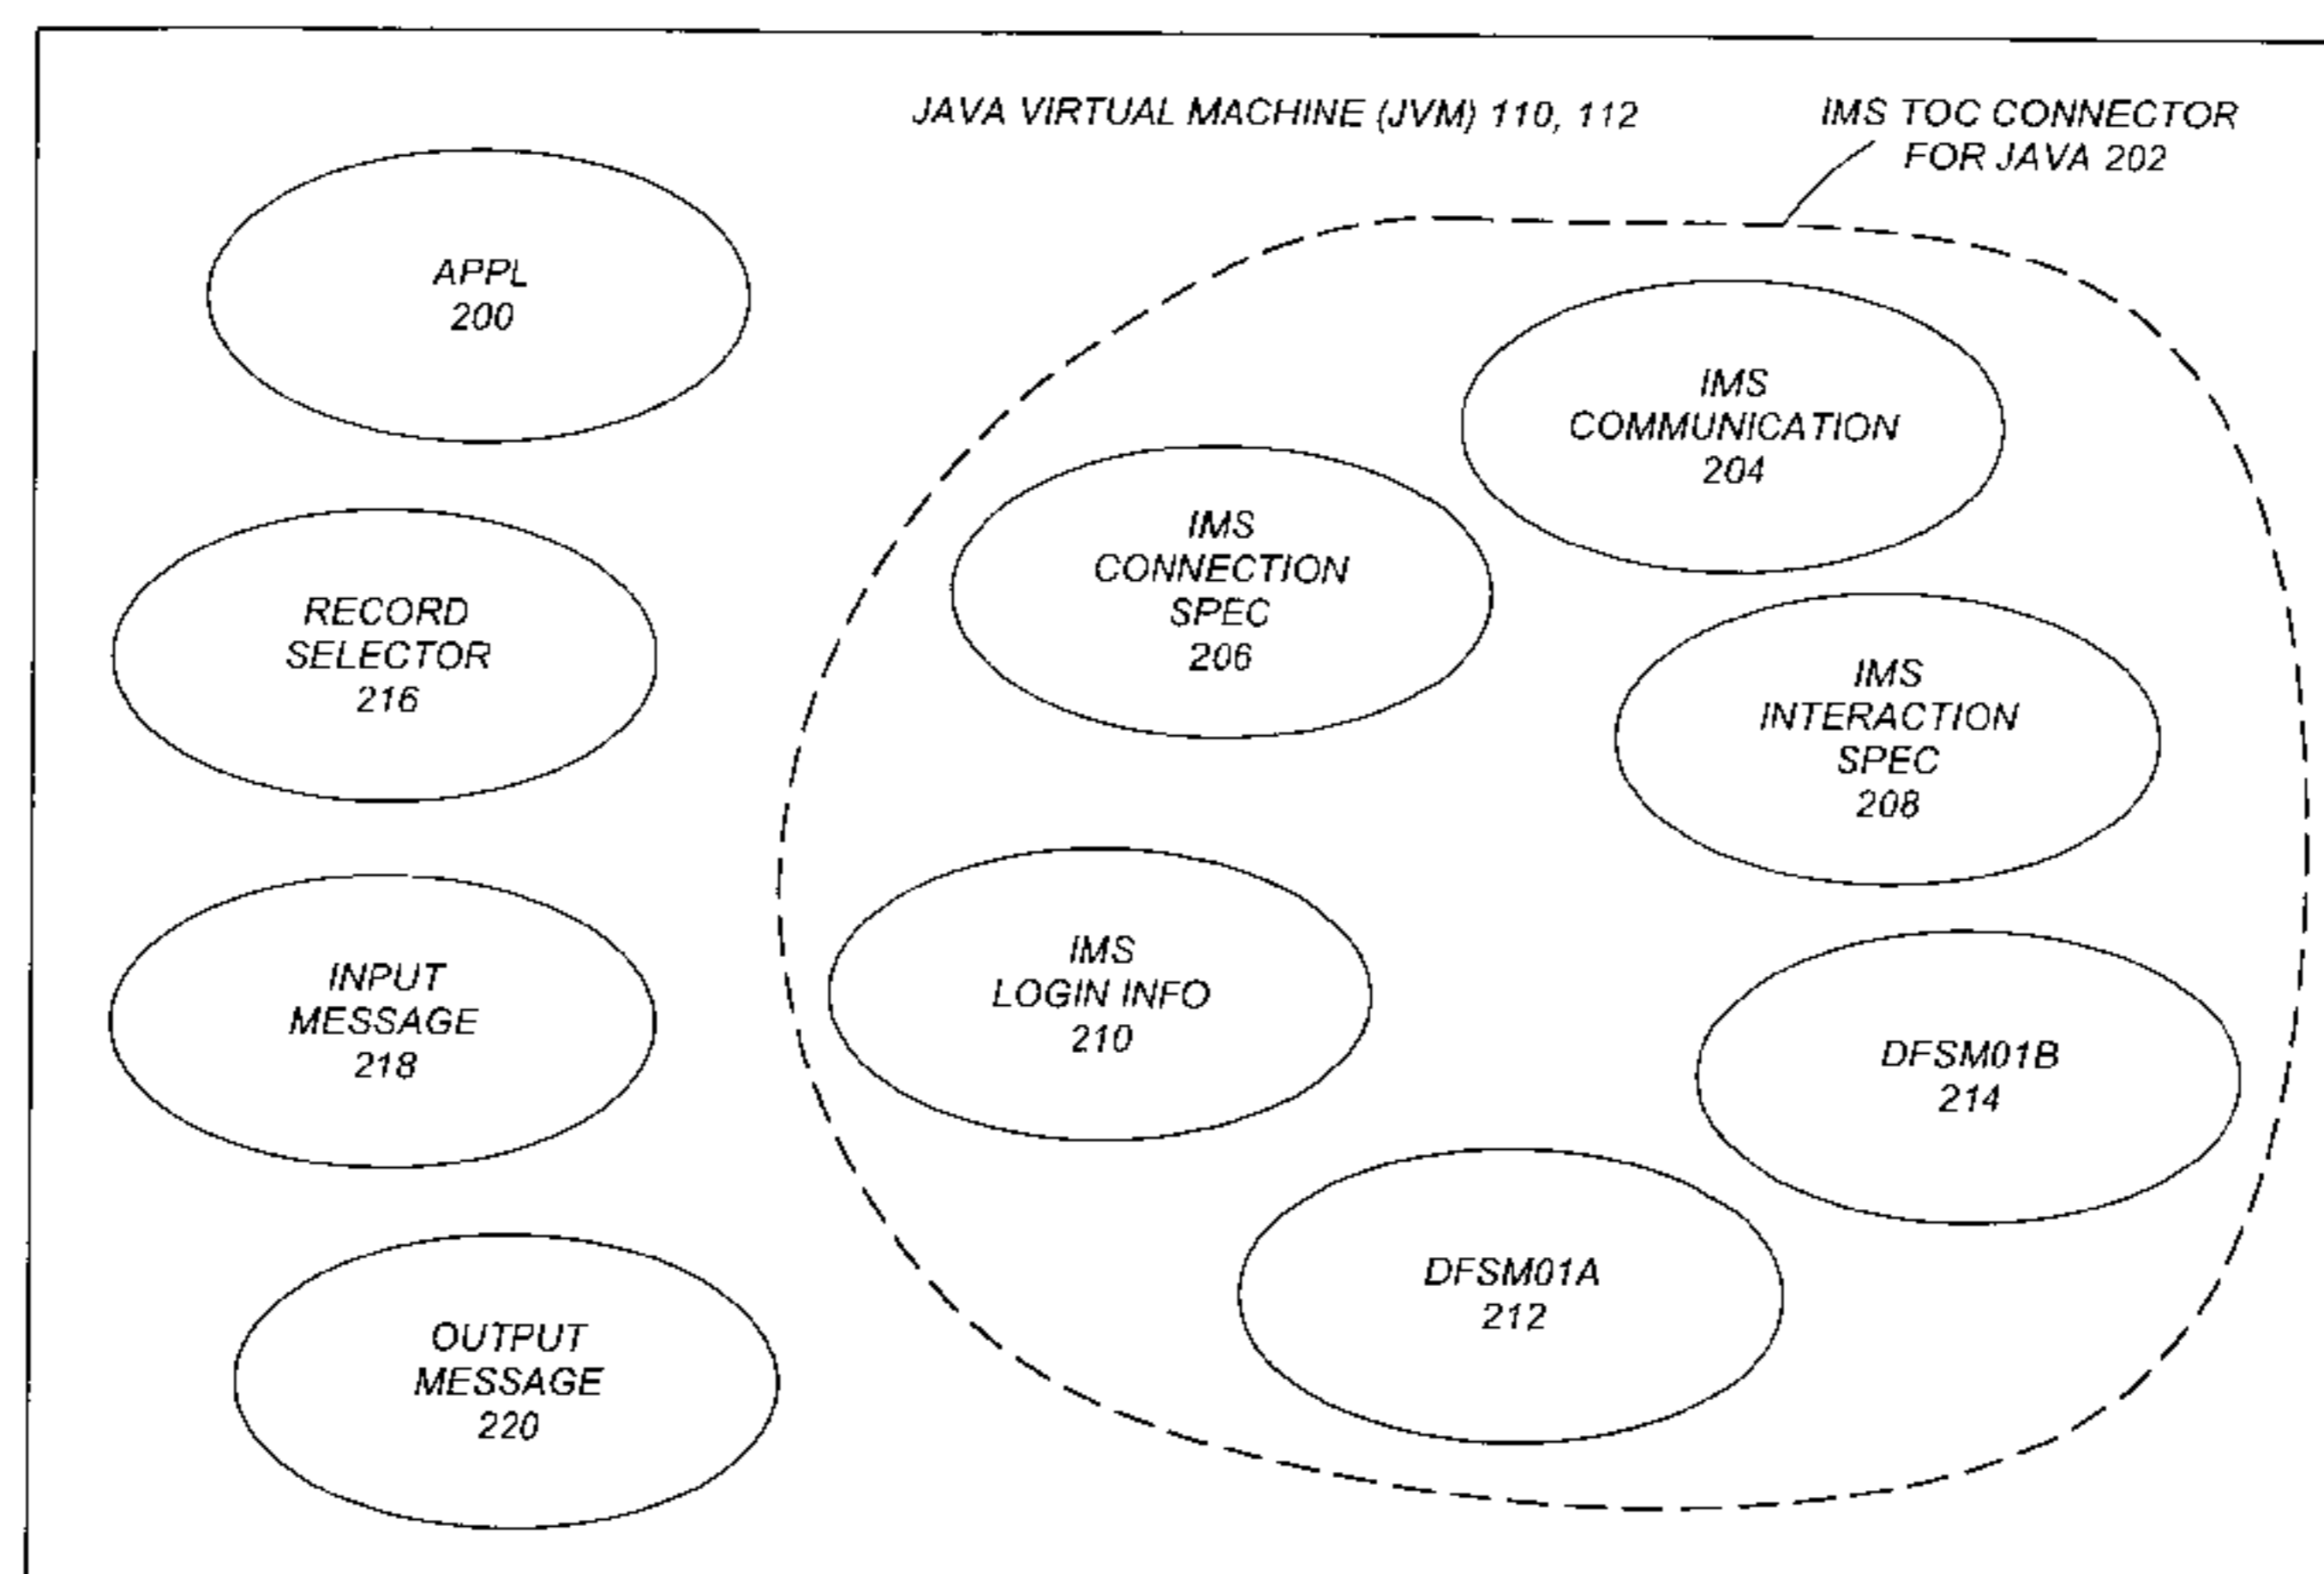 JAVA VIRTUAL MACHINE (JVM) 110, 112
IMS TOC CONNECTOR
FOR JAVA 202
APPL
200
RECORD
SELECTOR
216
INPUT
MESSAGE
218
OUTPUT
MESSAGE
220
IMS
COMMUNICATION
204
IMS
CONNECTION
SPEC
206
IMS
INTERACTION
SPEC
208
IMS
LOGIN INFO
210
DFSM01B
214
DFSM01A
212